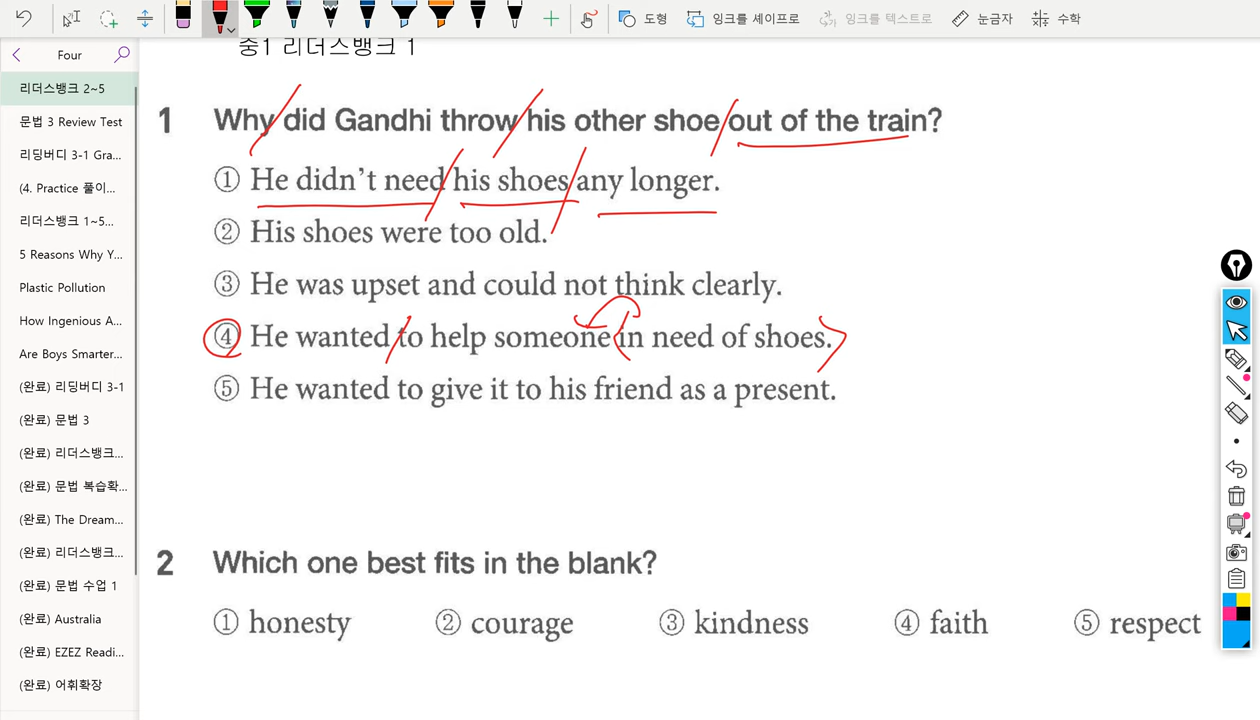 도형
잉크를 셰이프로
잉크를 텍스트로
눈금자
수학
Four
리더스뱅크 2~5
문법 3 Review Test
리딩버디 3-1 Gra...
(4. Practice 풀이...
리더스뱅크 1~5...
5 Reasons Why Y...
Plastic Pollution
How Ingenious A...
Are Boys Smarter...
(완료) 리딩버디 3-1
(완료) 문법 3
(완료) 리더스뱅크...
(완료) 문법 복습확...
(완료) The Dream...
(완료) 리더스뱅크...
(완료) 문법 수업 1
(완료) Australia
(완료) EZEZ Readi...
(완료) 어휘확장
중1 리더스뱅크 1
1 Why did Gandhi throw his other shoe out of the train?
① He didn't need his shoes any longer.
② His shoes were too old.
③ He was upset and could not think clearly.
④ He wanted to help someone in need of shoes.
⑤ He wanted to give it to his friend as a present.
2 Which one best fits in the blank?
① honesty ② courage ③ kindness ④ faith ⑤ respect